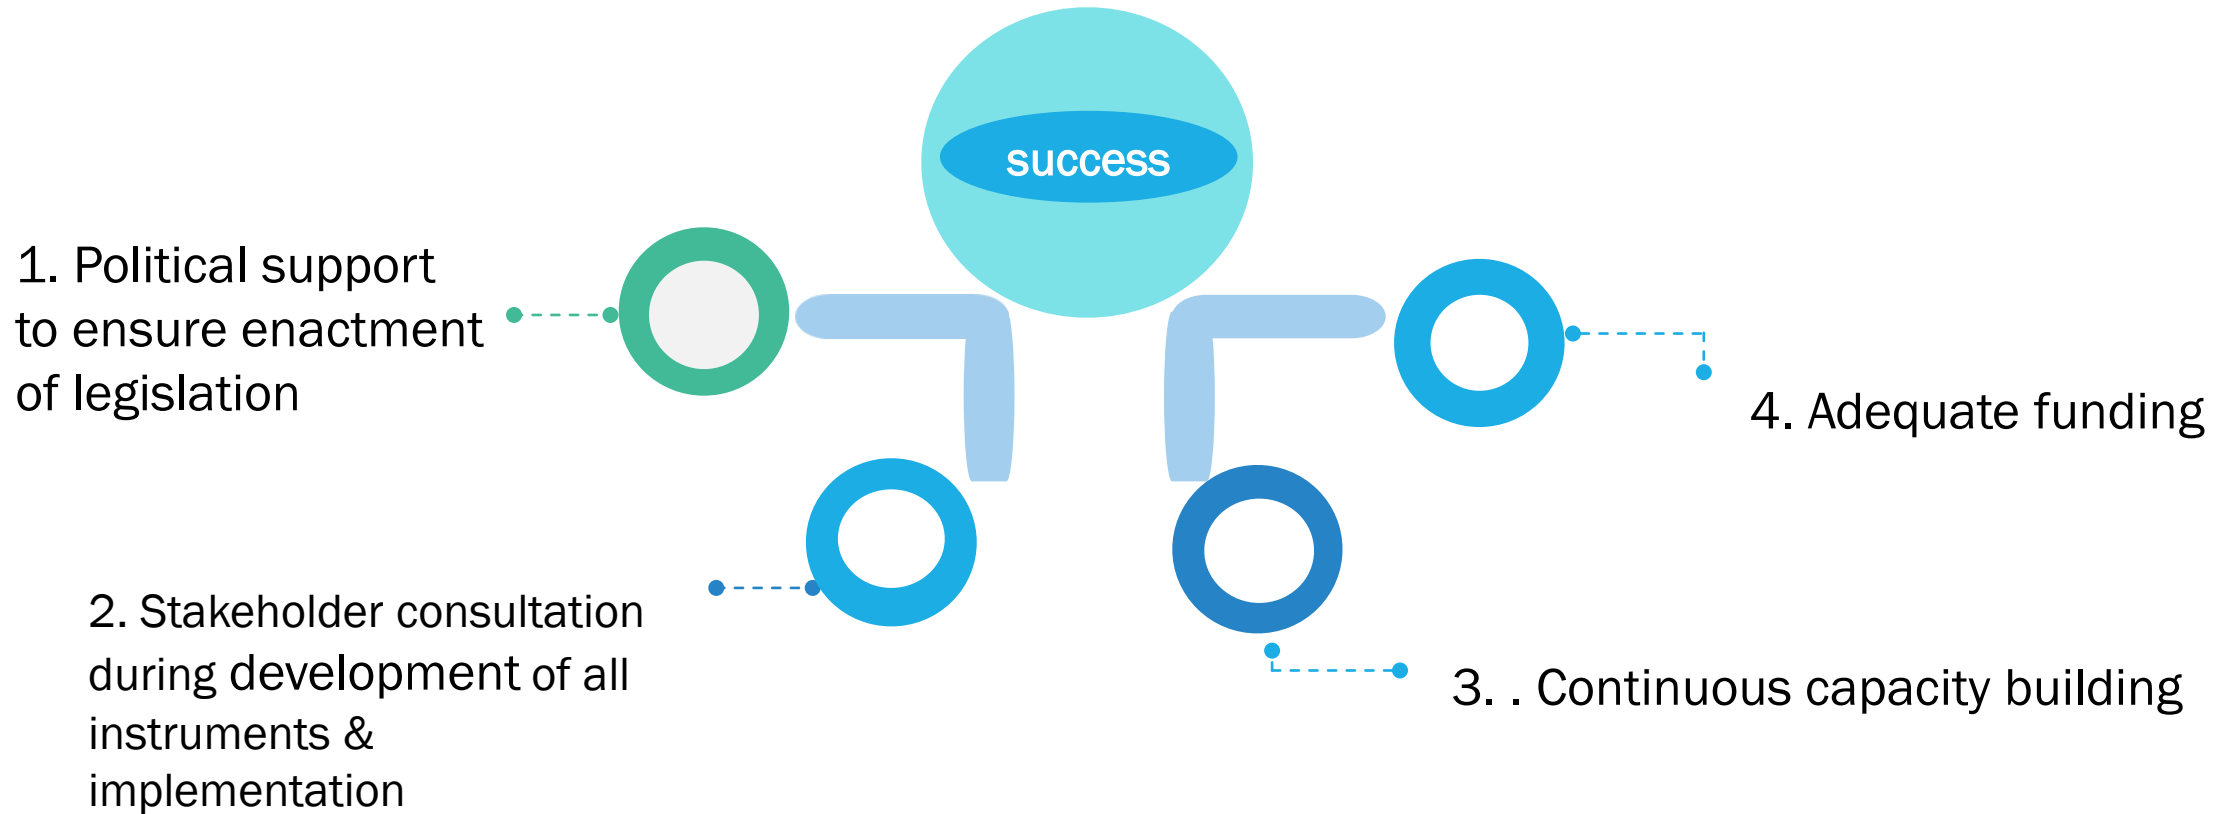 success
1. Political support
to ensure enactment
of legislation
2. Stakeholder consultation
during development of all
instruments &
implementation
3. . Continuous capacity building
4. Adequate funding